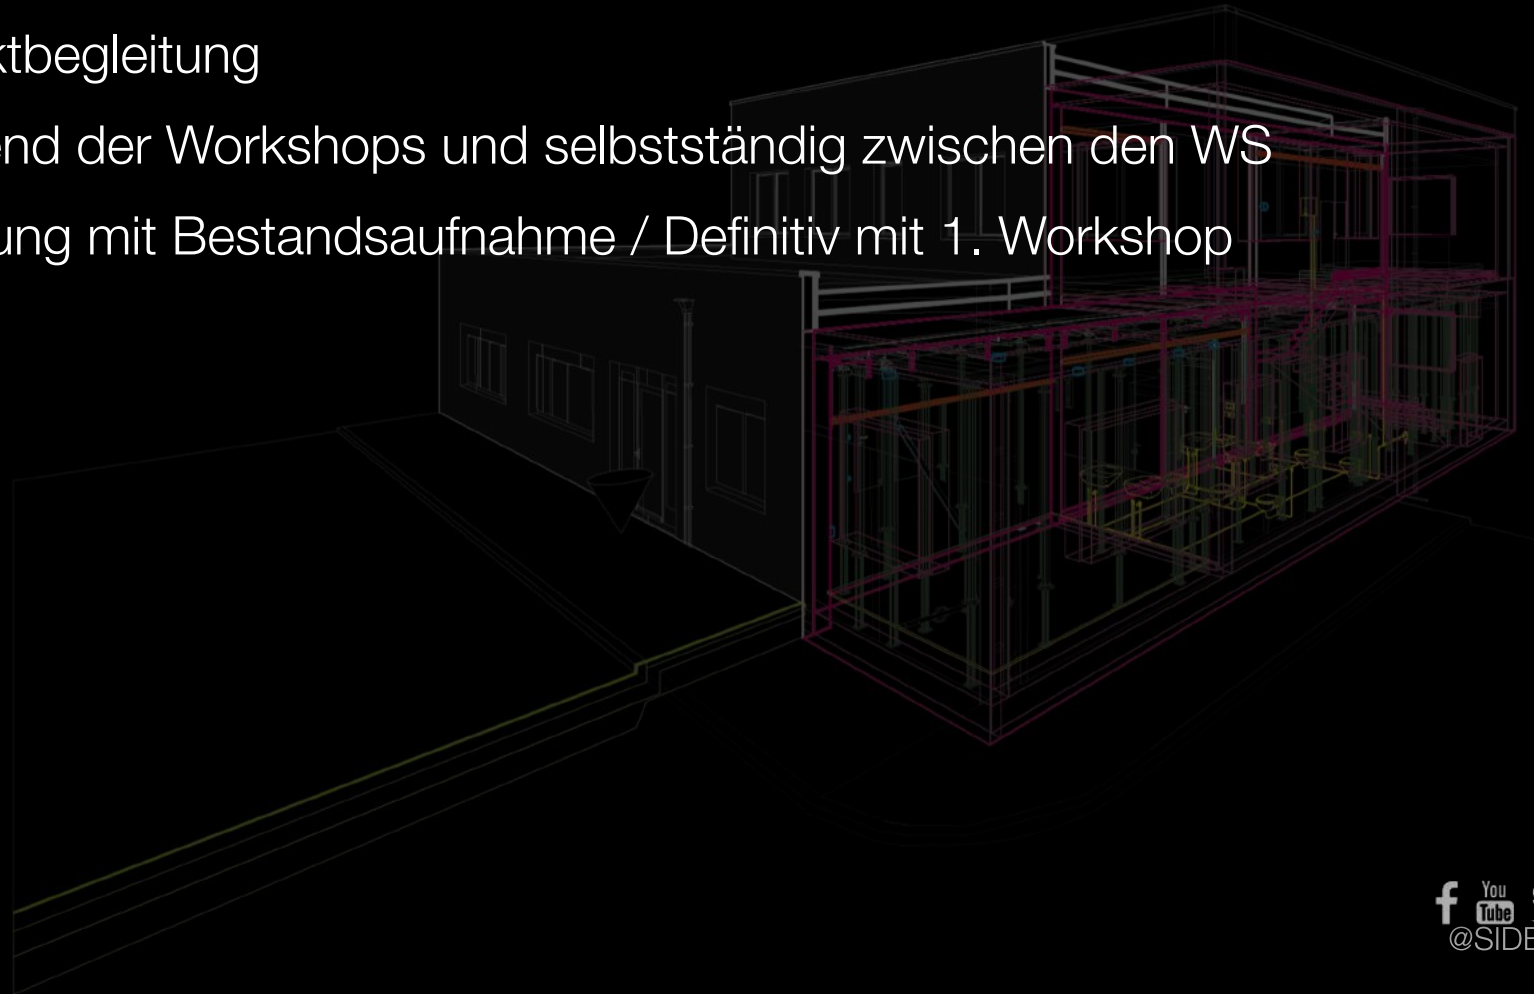 ktbegleitung
end der Workshops und selbstständig zwischen den WS
ung mit Bestandsaufnahme / Definitiv mit 1. Workshop
f You Tube
@SIDE